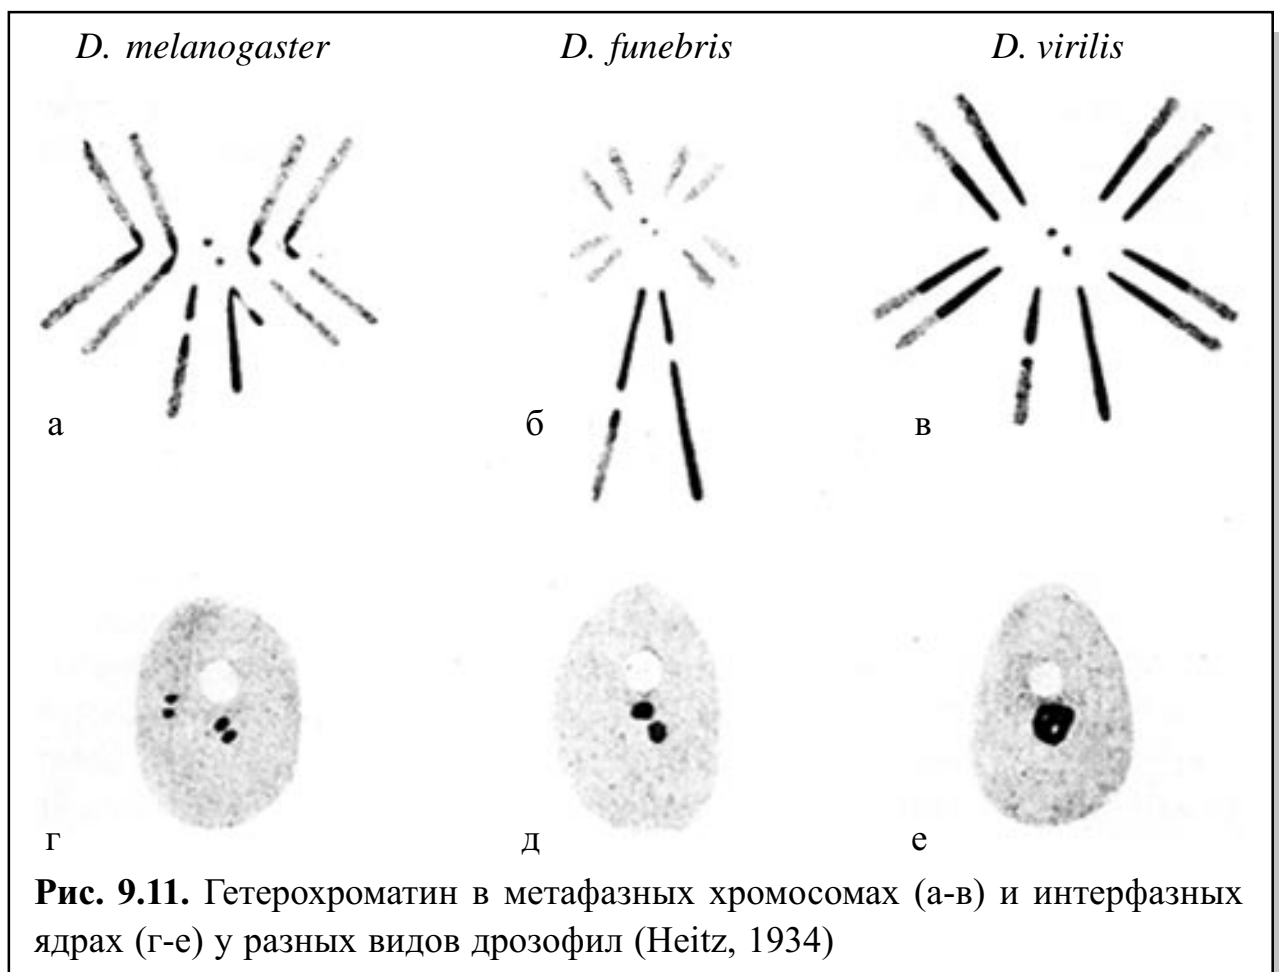 D. melanogaster D. funebris D. virilis
а б в
г д е
Рис. 9.11. Гетерохроматин в метафазных хромосомах (а-в) и интерфазных
ядрах (г-е) у разных видов дрозофил (Heitz, 1934)